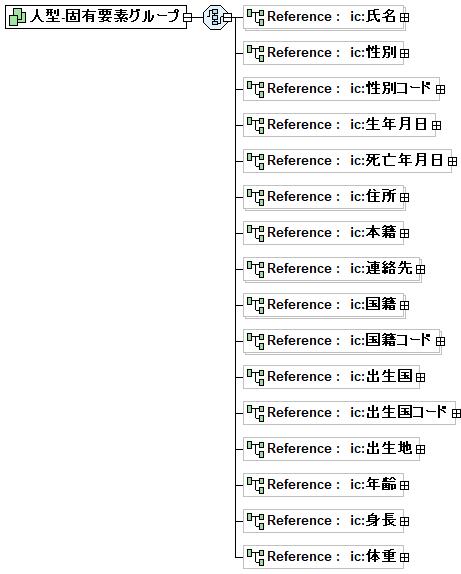 人型-固有要素グループ
Reference : ic:氏名
Reference : ic:性別
Reference : ic:性別コード
Reference : ic:生年月日
Reference : ic:死亡年月日
Reference : ic:住所
Reference : ic:本籍
Reference : ic:連絡先
Reference : ic:国籍
Reference : ic:国籍コード
Reference : ic:出生国
Reference : ic:出生国コード
Reference : ic:出生地
Reference : ic:年齢
Reference : ic:身長
Reference : ic:体重